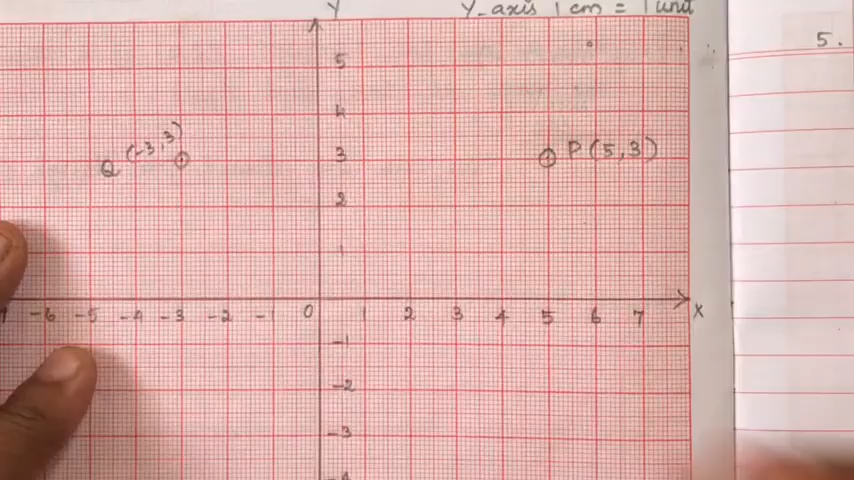 Y Y-axis 1 cm = 1 unit
5.
5
4
Q (-3,3) 3 P(5,3)
2
1
-6 -5 -4 -3 -2 -1 0 1 2 3 4 5 6 7 X
-1
-2
-3